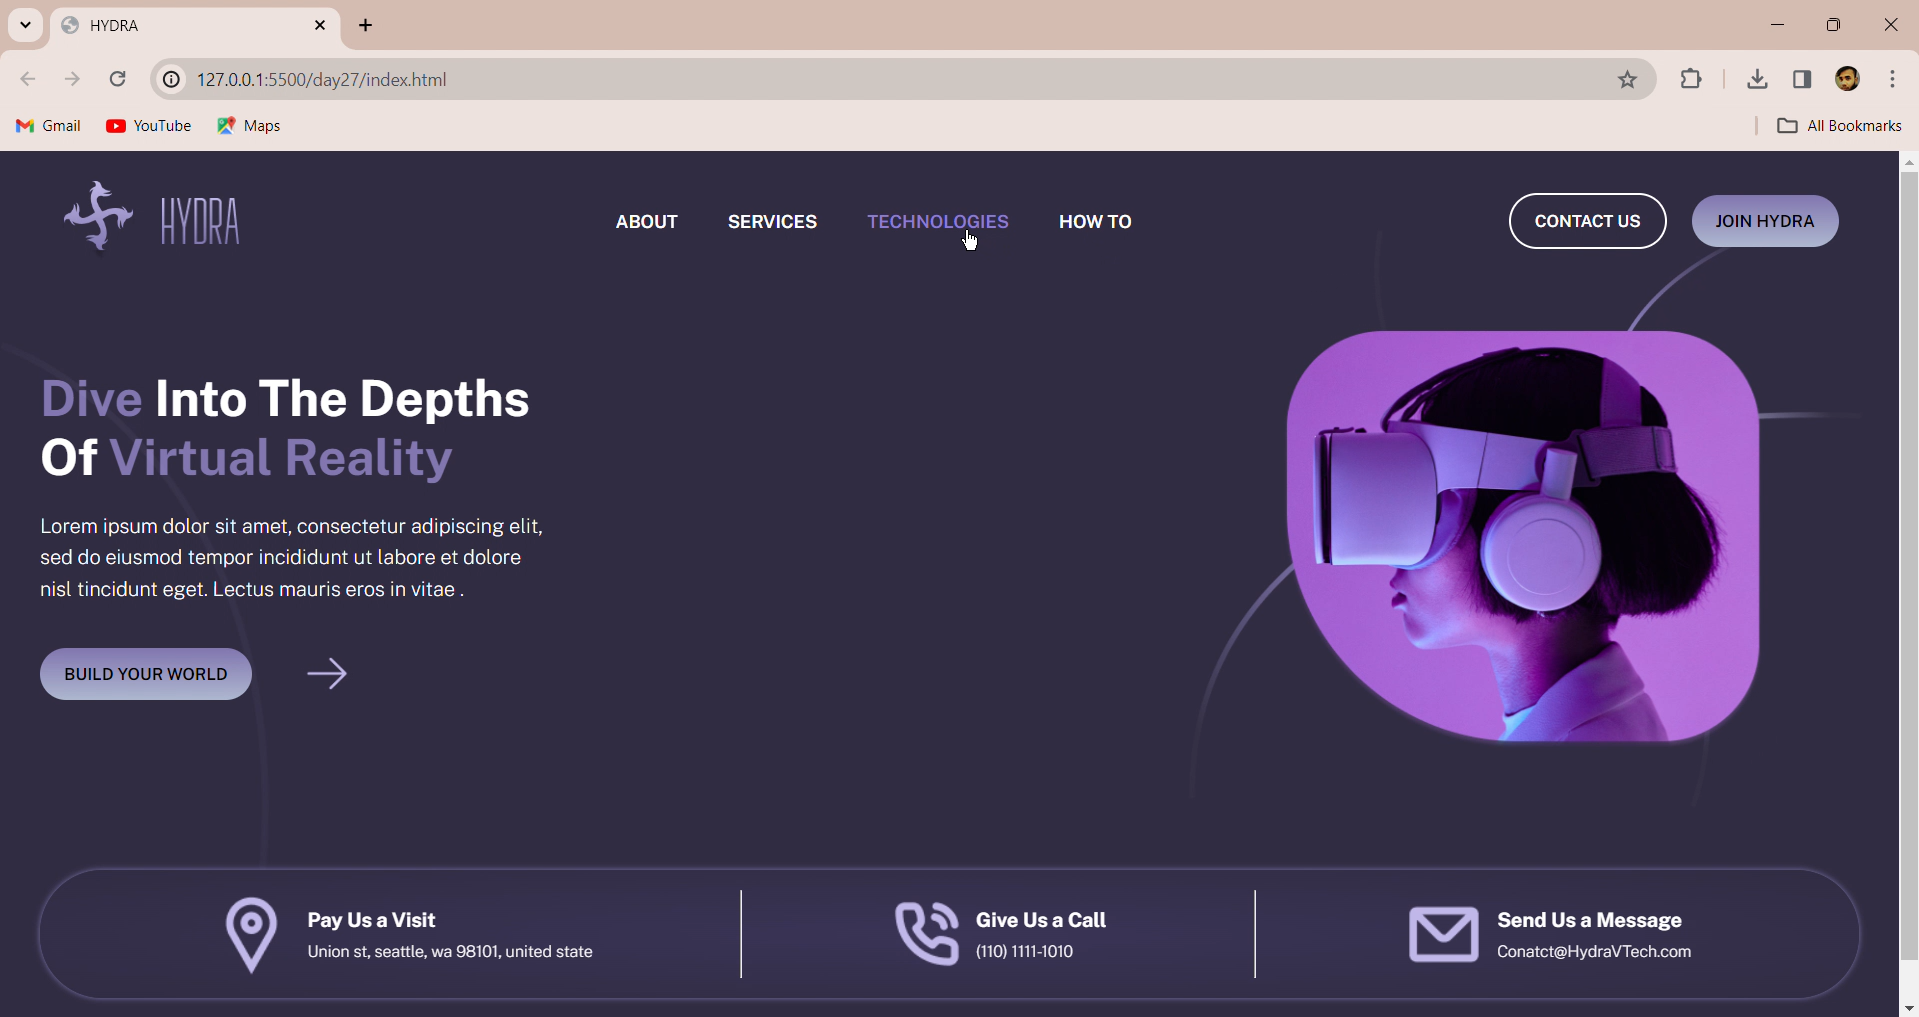 HYDRA
127.0.0.1:5500/day27/index.html
Gmail
YouTube
Maps
All Bookmarks
HYDRA
ABOUT
SERVICES
TECHNOLOGIES
HOW TO
CONTACT US
JOIN HYDRA
Dive Into The Depths
Of Virtual Reality
Lorem ipsum dolor sit amet, consectetur adipiscing elit,
sed do eiusmod tempor incididunt ut labore et dolore
nisl tincidunt eget. Lectus mauris eros in vitae .
BUILD YOUR WORLD
Pay Us a Visit
Union st, seattle, wa 98101, united state
Give Us a Call
(110) 1111-1010
Send Us a Message
Conatct@HydraVTech.com